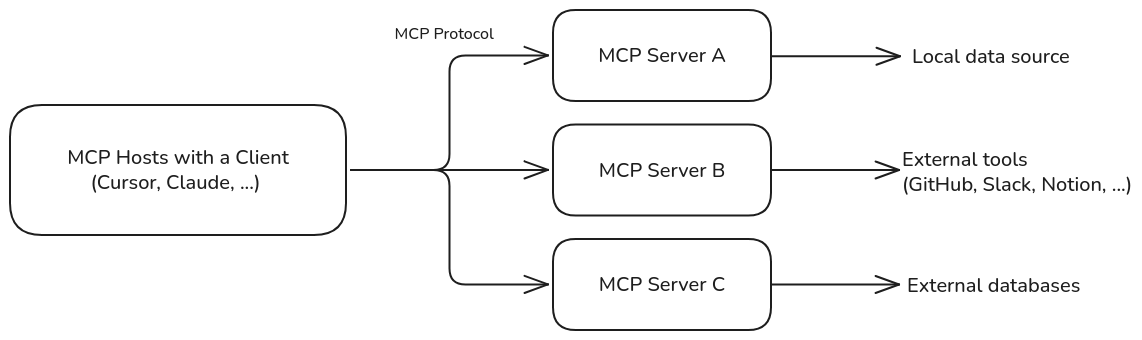 MCP Protocol
MCP Server A
Local data source
MCP Hosts with a Client
(Cursor, Claude, ...)
MCP Server B
External tools
(GitHub, Slack, Notion, ...)
MCP Server C
External databases